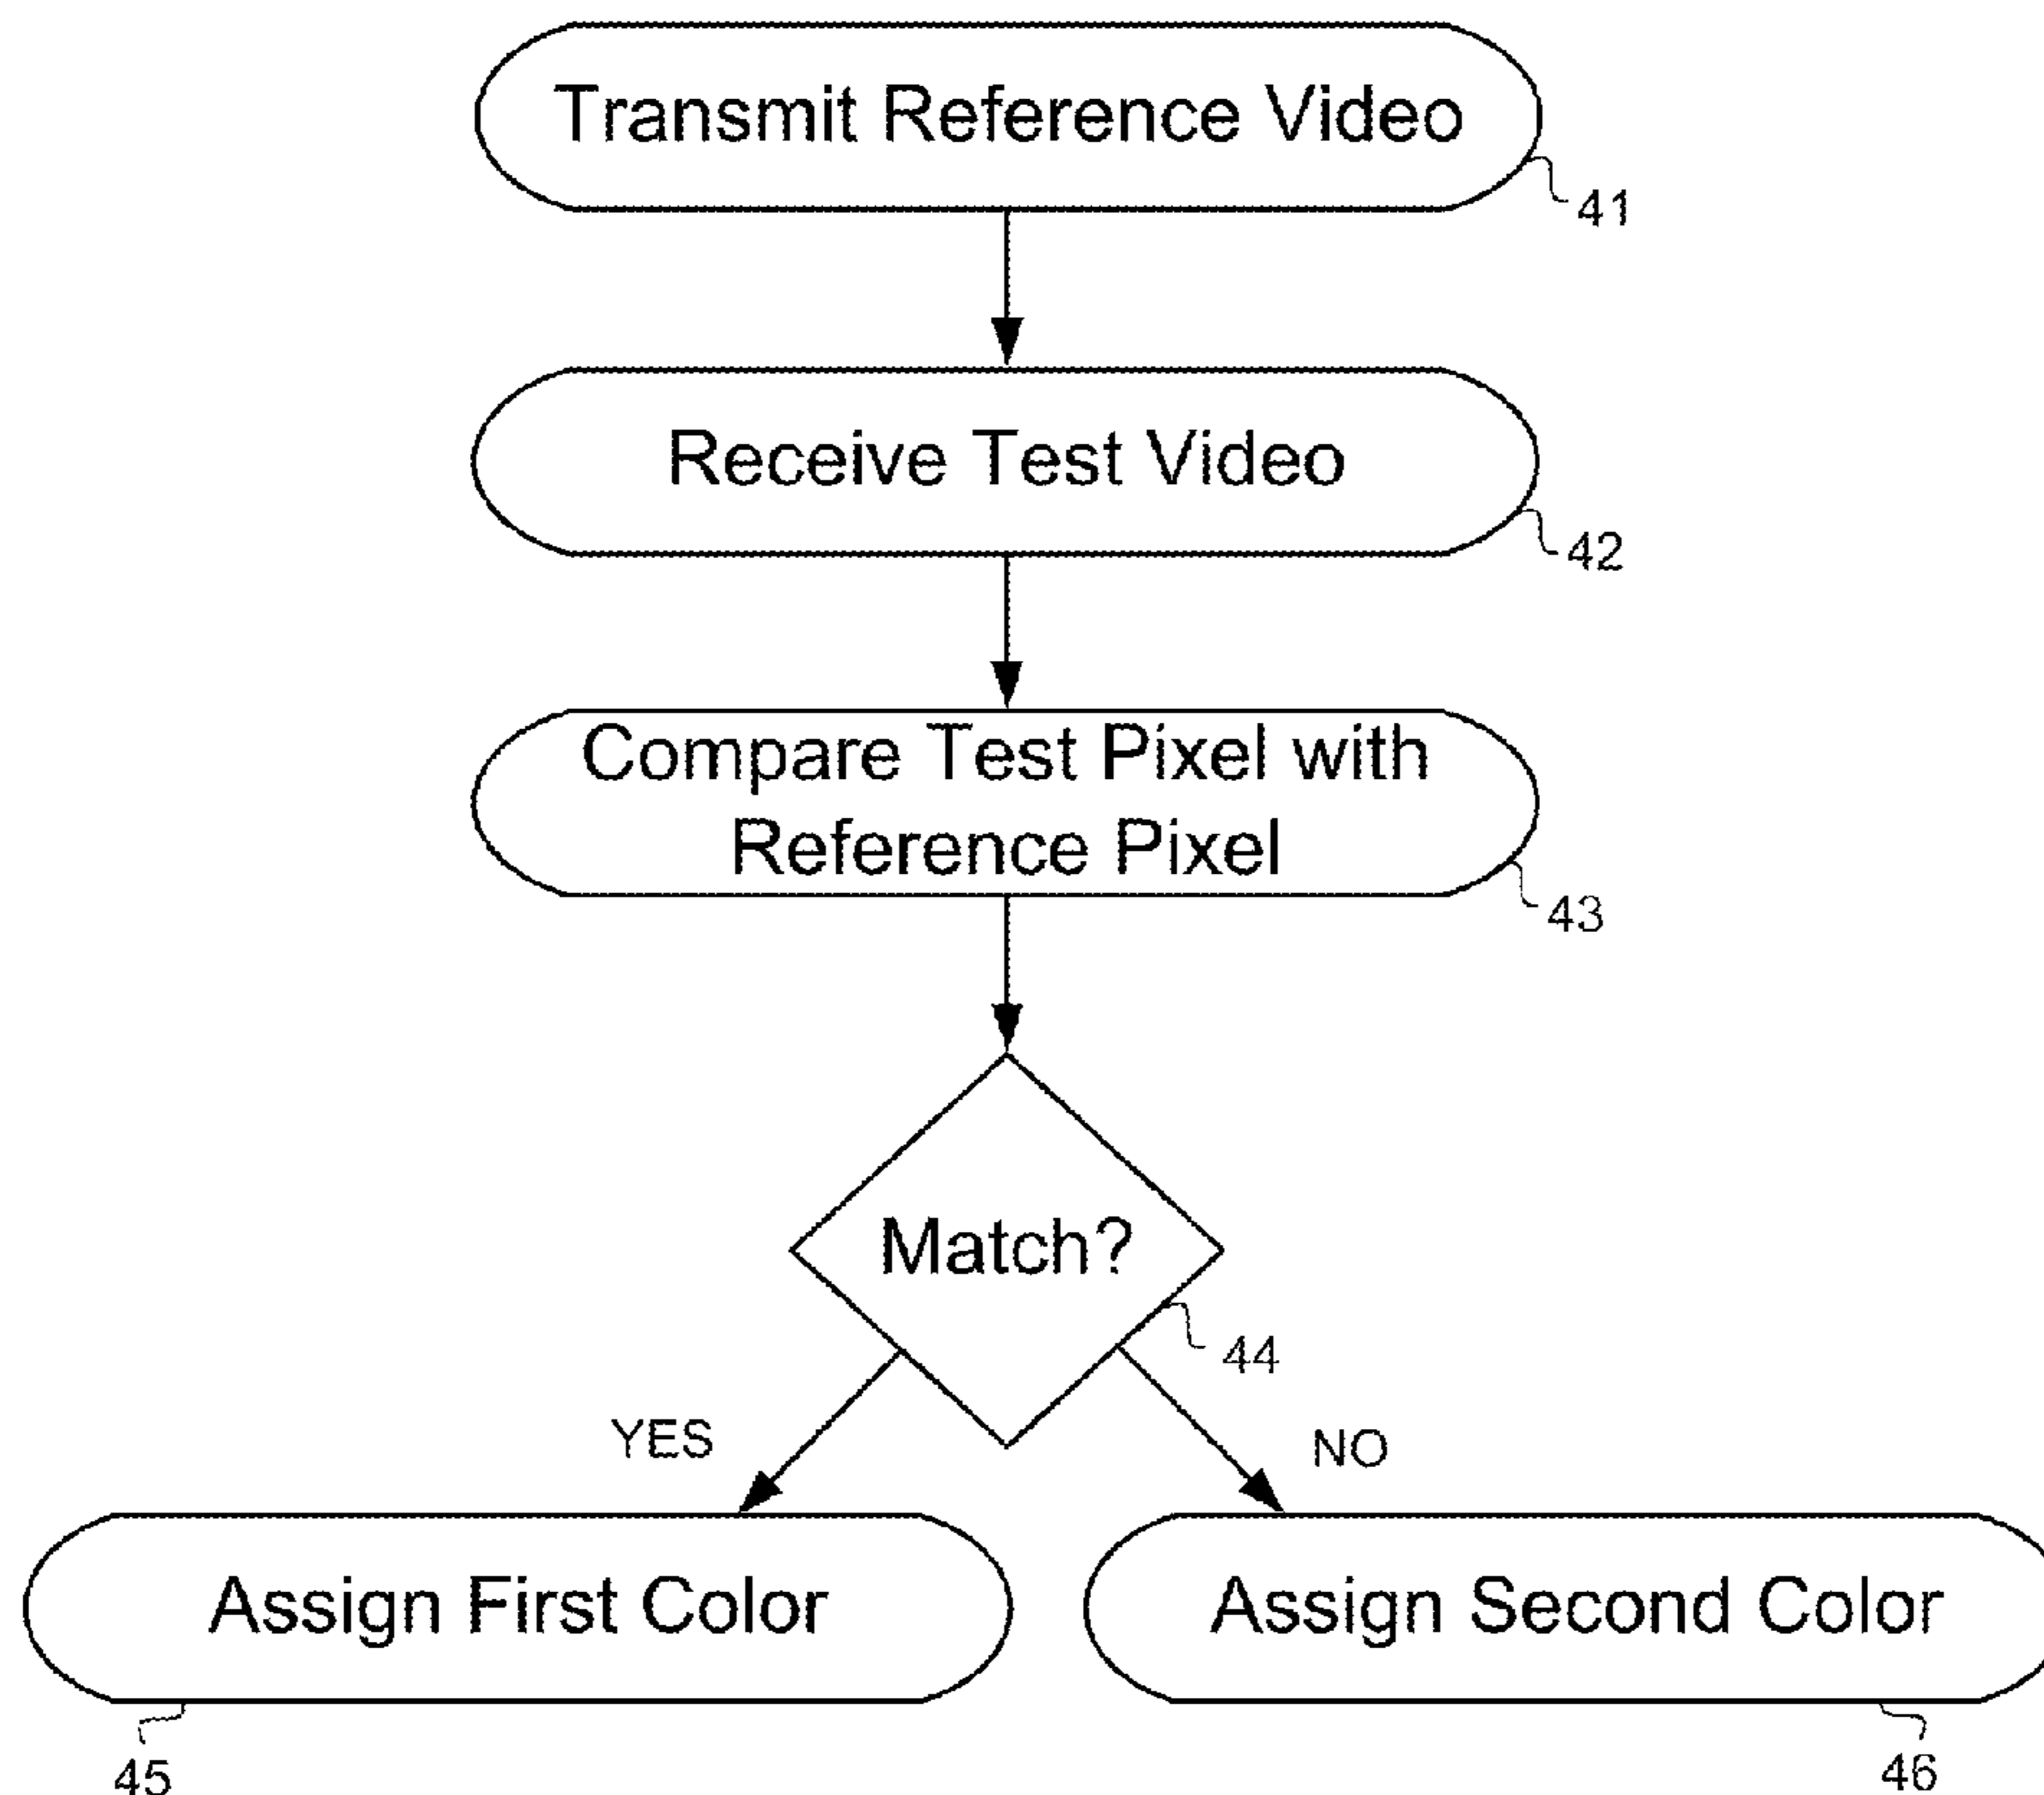 Transmit Reference Video
41
Receive Test Video
42
Compare Test Pixel with
Reference Pixel
43
Match?
44
YES
NO
Assign First Color
Assign Second Color
45
46